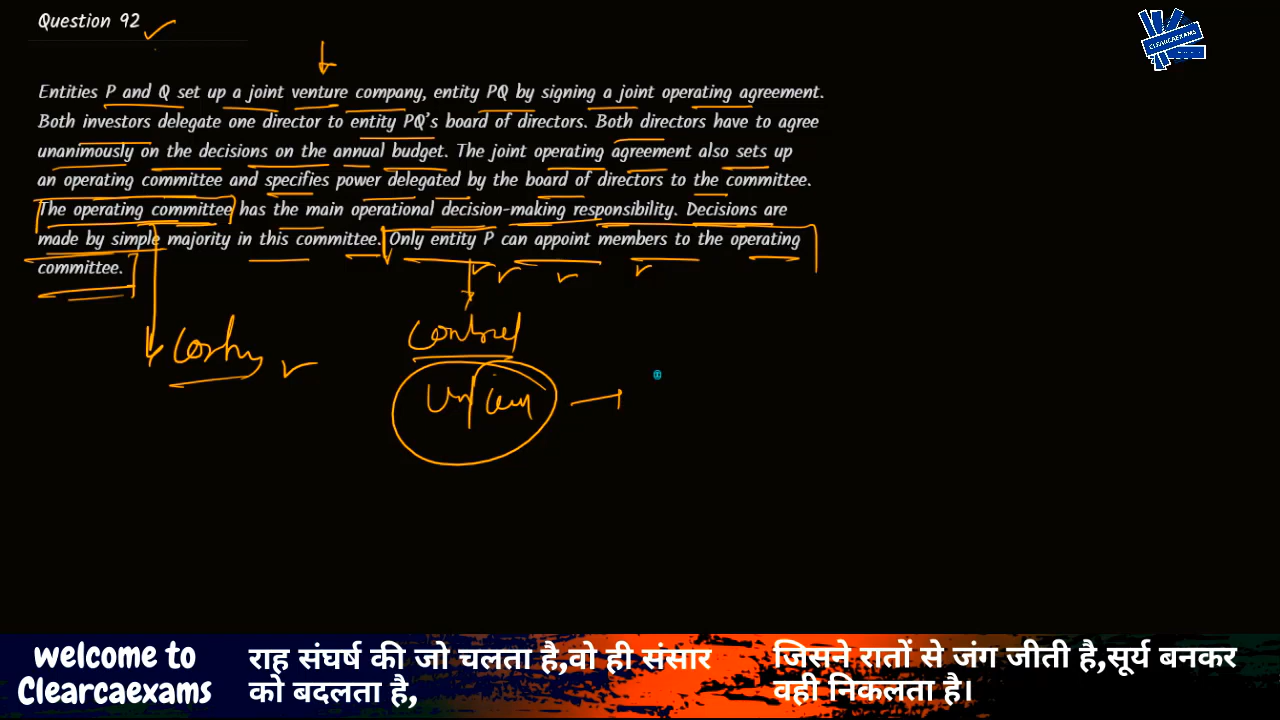 Question 92
CLEARCAEXAMS
Entities P and Q set up a joint venture company, entity PQ by signing a joint operating agreement.
Both investors delegate one director to entity PQ's board of directors. Both directors have to agree
unanimously on the decisions on the annual budget. The joint operating agreement also sets up
an operating committee and specifies power delegated by the board of directors to the committee.
The operating committee has the main operational decision-making responsibility. Decisions are
made by simple majority in this committee. Only entity P can appoint members to the operating
committee.
Control
welcome to
Clearcaexams
राह संघर्ष की जो चलता है,वो ही संसार
को बदलता है,
जिसने रातों से जंग जीती है,सूर्य बनकर
वही निकलता है।